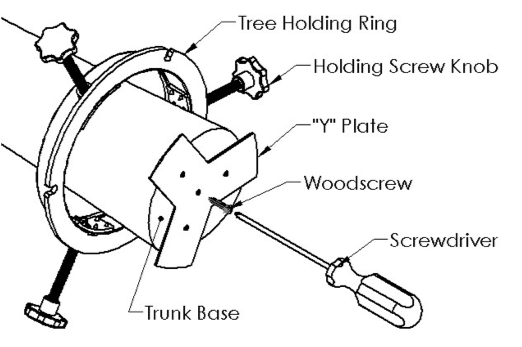 Tree Holding Ring
Holding Screw Knob
"Y" Plate
Woodscrew
Screwdriver
Trunk Base